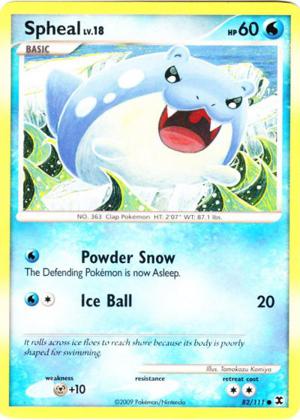 Spheal LV.18 HP 60
BASIC
NO. 363 Clap Pokémon HT: 2'07" WT: 87.1 lbs.
Powder Snow
The Defending Pokémon is now Asleep.
Ice Ball 20
It rolls across ice floes to reach shore because its body is poorly
shaped for swimming.
weakness resistance retreat cost
+10
Illus. Tomokazu Komiya
©2009 Pokémon/Nintendo 82/111